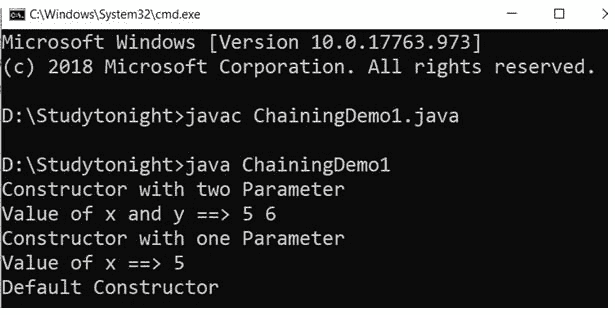 C:\Windows\System32\cmd.exe
Microsoft Windows [Version 10.0.17763.973]
(c) 2018 Microsoft Corporation. All rights reserved.
D:\Studytonight>javac ChainingDemo1.java
D:\Studytonight>java ChainingDemo1
Constructor with two Parameter
Value of x and y ==> 5 6
Constructor with one Parameter
Value of x ==> 5
Default Constructor